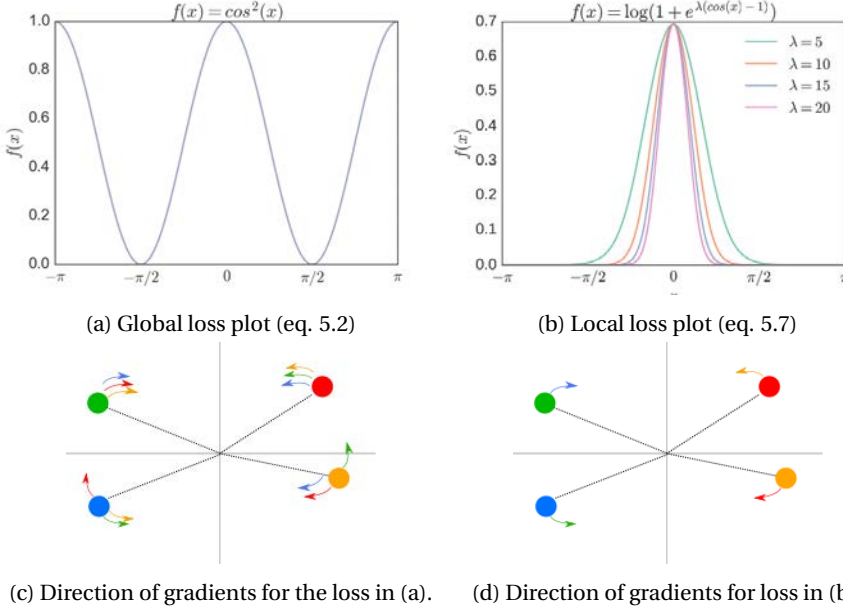 f(x) = cos²(x)
1.0
0.8
0.6
0.4
0.2
0.0
f(x)
−π
−π/2
0
π/2
π
(a) Global loss plot (eq. 5.2)
f(x) = log(1 + e^{λ(cos(x)−1)})
0.7
0.6
0.5
0.4
0.3
0.2
0.1
0.0
f(x)
λ = 5
λ = 10
λ = 15
λ = 20
−π
−π/2
0
π/2
(b) Local loss plot (eq. 5.7)
(c) Direction of gradients for the loss in (a).
(d) Direction of gradients for loss in (b